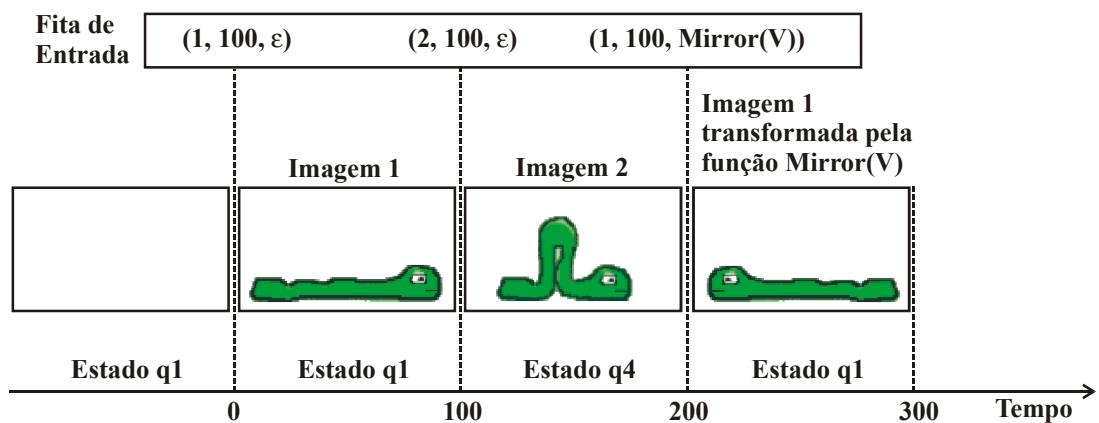 Fita de
Entrada
(1, 100, ε) (2, 100, ε) (1, 100, Mirror(V))
Imagem 1
Imagem 2
Imagem 1
transformada pela
função Mirror(V)
Estado q1 Estado q1 Estado q4 Estado q1
0 100 200 300 Tempo